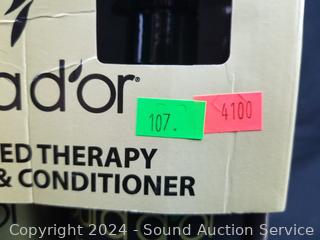 ad'or®
107.
4100
ED THERAPY
& CONDITIONER
Copyright 2024 - Sound Auction Service